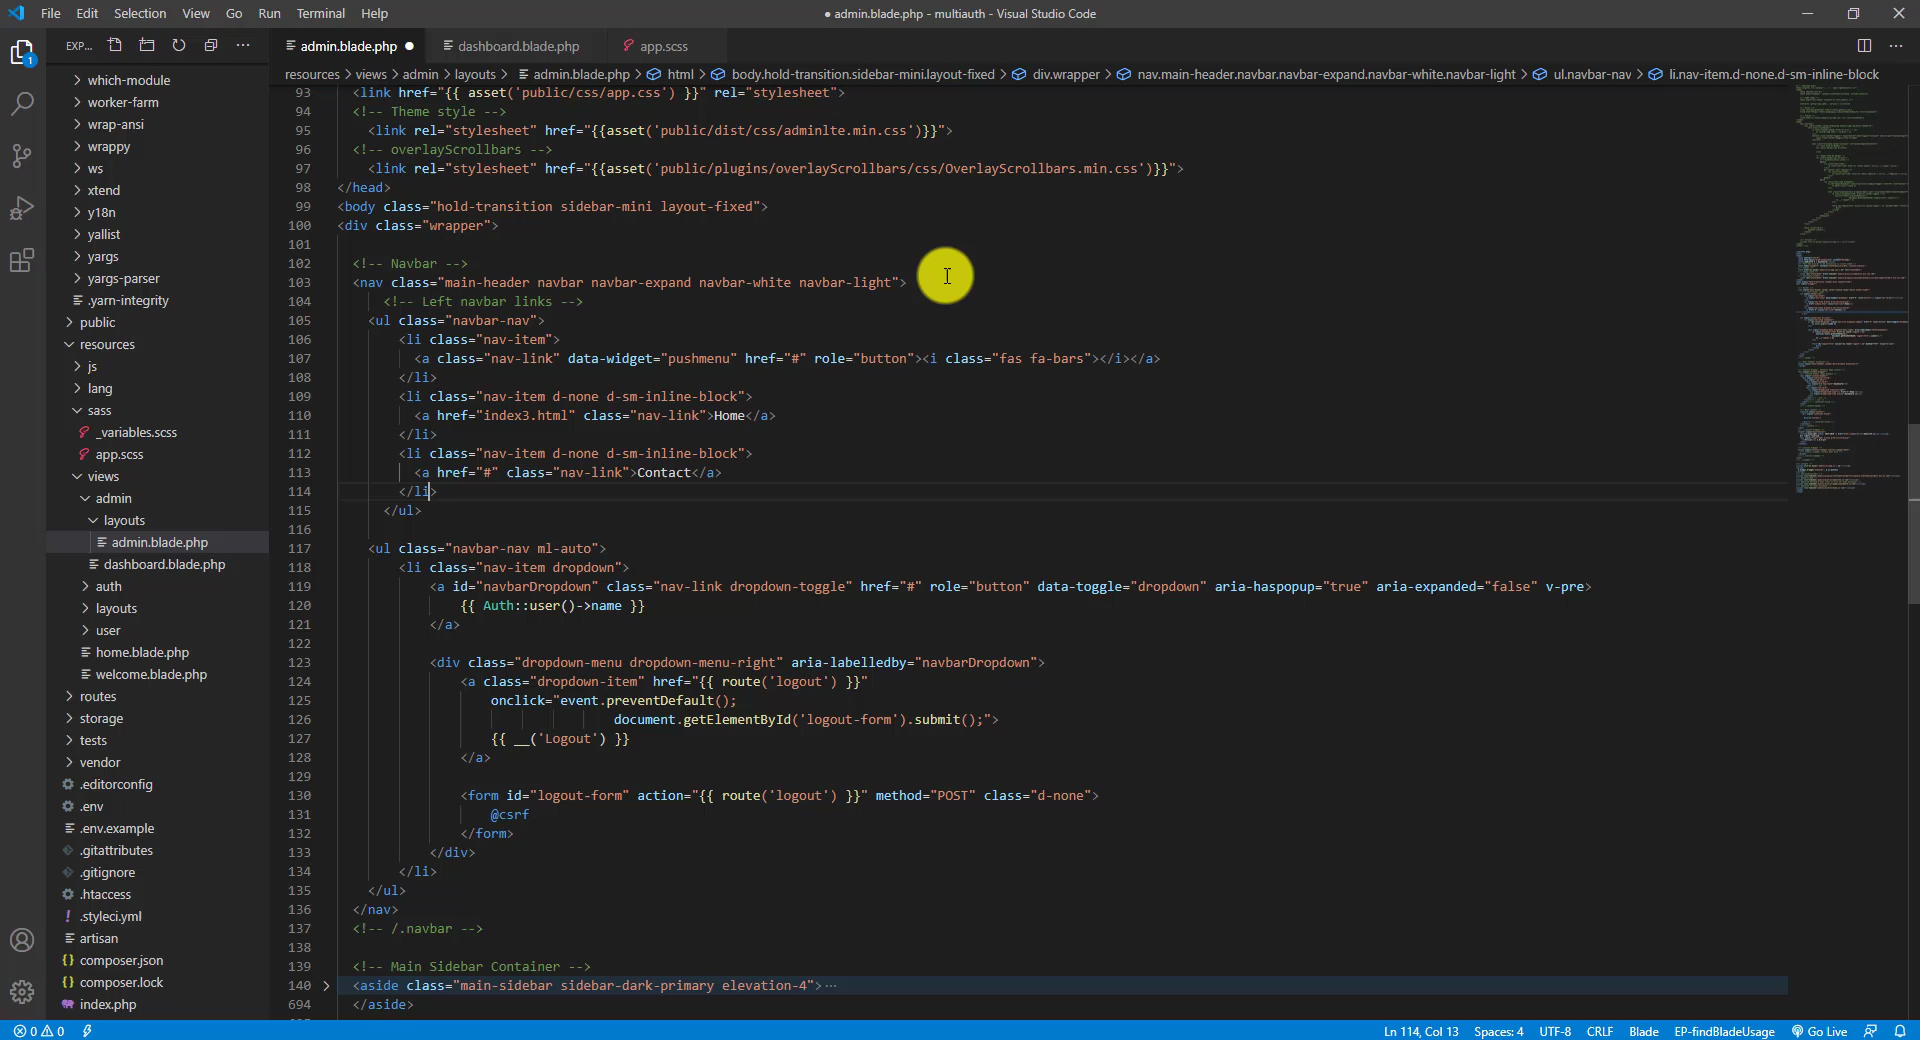 File Edit Selection View Go Run Terminal Help
● admin.blade.php - multiauth - Visual Studio Code
EXP...
admin.blade.php
dashboard.blade.php
app.scss
resources > views > admin > layouts > admin.blade.php > html > body.hold-transition.sidebar-mini.layout-fixed > div.wrapper > nav.main-header.navbar.navbar-expand.navbar-white.navbar-light > ul.navbar-nav > li.nav-item.d-none.d-sm-inline-block
1
which-module
worker-farm
wrap-ansi
wrappy
ws
xtend
y18n
yallist
yargs
yargs-parser
.yarn-integrity
public
resources
js
lang
sass
_variables.scss
app.scss
views
admin
layouts
admin.blade.php
dashboard.blade.php
auth
layouts
user
home.blade.php
welcome.blade.php
routes
storage
tests
vendor
.editorconfig
.env
.env.example
.gitattributes
.gitignore
.htaccess
.styleci.yml
artisan
composer.json
composer.lock
index.php
93 <link href="{{ asset('public/css/app.css') }}" rel="stylesheet">
94 <!-- Theme style -->
95 <link rel="stylesheet" href="{{asset('public/dist/css/adminlte.min.css')}}">
96 <!-- overlayScrollbars -->
97 <link rel="stylesheet" href="{{asset('public/plugins/overlayScrollbars/css/OverlayScrollbars.min.css')}}">
98 </head>
99 <body class="hold-transition sidebar-mini layout-fixed">
100 <div class="wrapper">
101
102 <!-- Navbar -->
103 <nav class="main-header navbar navbar-expand navbar-white navbar-light">
104 <!-- Left navbar links -->
105 <ul class="navbar-nav">
106 <li class="nav-item">
107 <a class="nav-link" data-widget="pushmenu" href="#" role="button"><i class="fas fa-bars"></i></a>
108 </li>
109 <li class="nav-item d-none d-sm-inline-block">
110 <a href="index3.html" class="nav-link">Home</a>
111 </li>
112 <li class="nav-item d-none d-sm-inline-block">
113 <a href="#" class="nav-link">Contact</a>
114 </li>
115 </ul>
116
117 <ul class="navbar-nav ml-auto">
118 <li class="nav-item dropdown">
119 <a id="navbarDropdown" class="nav-link dropdown-toggle" href="#" role="button" data-toggle="dropdown" aria-haspopup="true" aria-expanded="false" v-pre>
120 {{ Auth::user()->name }}
121 </a>
122
123 <div class="dropdown-menu dropdown-menu-right" aria-labelledby="navbarDropdown">
124 <a class="dropdown-item" href="{{ route('logout') }}"
125 onclick="event.preventDefault();
126 document.getElementById('logout-form').submit();">
127 {{ __('Logout') }}
128 </a>
129
130 <form id="logout-form" action="{{ route('logout') }}" method="POST" class="d-none">
131 @csrf
132 </form>
133 </div>
134 </li>
135 </ul>
136 </nav>
137 <!-- /.navbar -->
138
139 <!-- Main Sidebar Container -->
140 <aside class="main-sidebar sidebar-dark-primary elevation-4">...
694 </aside>
0 0
Ln 114, Col 13 Spaces: 4 UTF-8 CRLF Blade EP-findBladeUsage Go Live